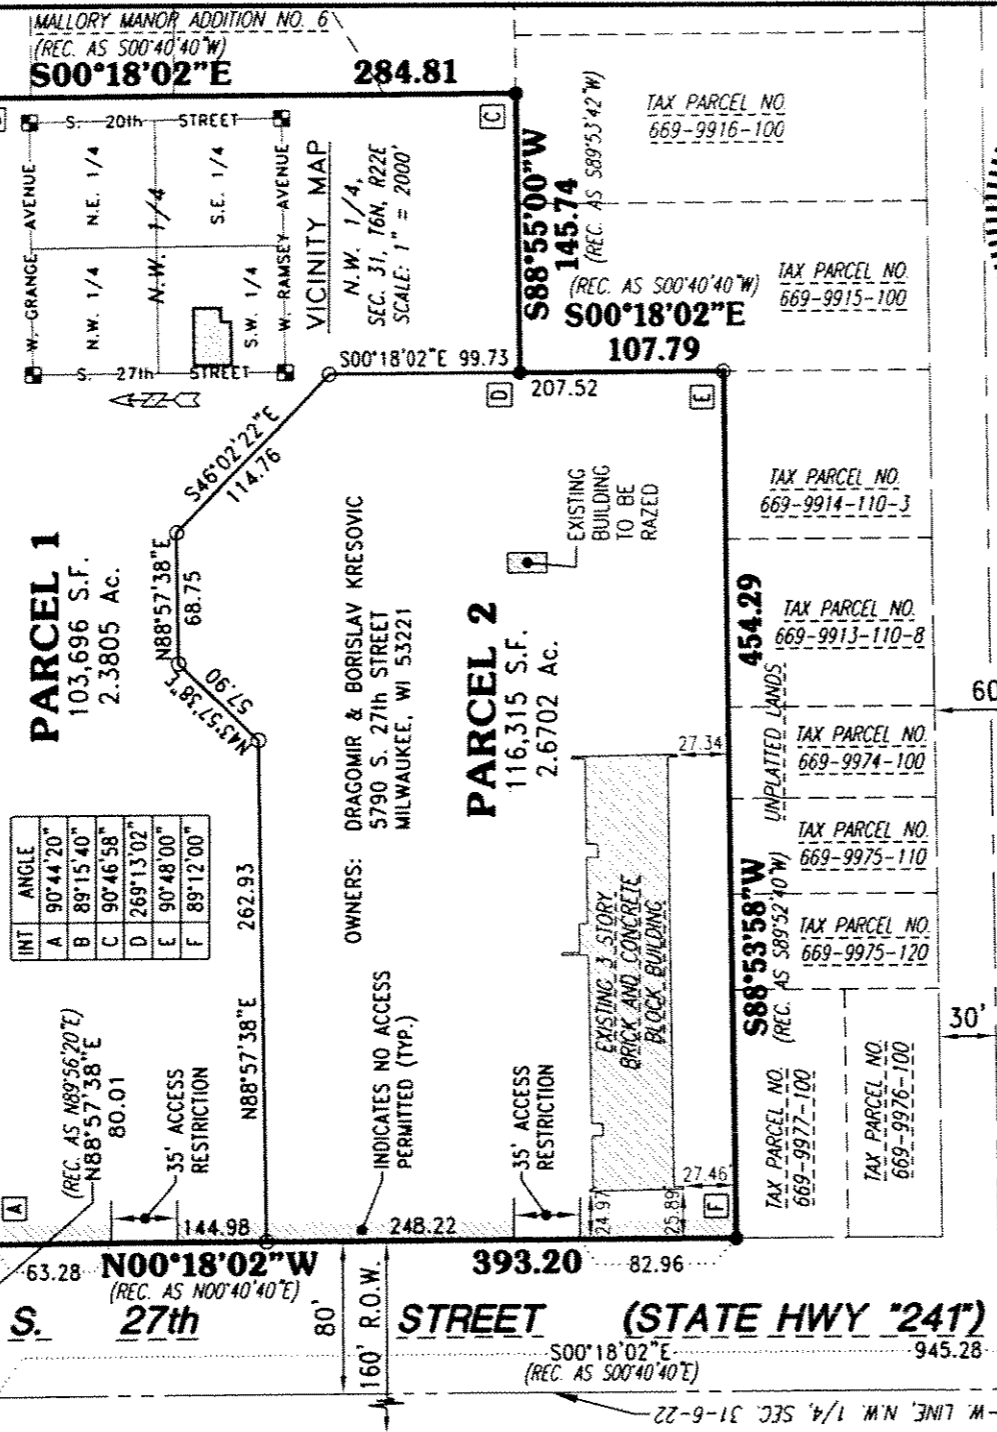 MALLORY MANOR ADDITION NO. 6
(REC. AS S00°40'40"W)
S00°18'02"E 284.81
C
S. 20th STREET
W. GRANGE AVENUE
N.E. 1/4
S.E. 1/4
N.W. 1/4
N.W. 1/4
S.W. 1/4
W. RAMSEY AVENUE
S. 27th STREET
VICINITY MAP
N.W. 1/4,
SEC. 31, T6N, R22E
SCALE: 1" = 2000'
S88°55'00"W
145.74
(REC. AS S89°53'42"W)
TAX PARCEL NO.
669-9916-100
(REC. AS S00°40'40"W)
S00°18'02"E
107.79
TAX PARCEL NO.
669-9915-100
S00°18'02"E 99.73
D
207.52
E
S46°02'22"E
114.76
N88°57'38"E
68.75
N43°57'38"E
57.90
PARCEL 1
103,696 S.F.
2.3805 Ac.
EXISTING
BUILDING
TO BE
RAZED
TAX PARCEL NO.
669-9914-110-3
OWNERS: DRAGOMIR & BORISLAV KRESOVIC
5790 S. 27th STREET
MILWAUKEE, WI 53221
PARCEL 2
116,315 S.F.
2.6702 Ac.
454.29
TAX PARCEL NO.
669-9913-110-8
UNPLATTED LANDS
60
27.34
TAX PARCEL NO.
669-9974-100
INT ANGLE
A 90°44'20"
B 89°15'40"
C 90°46'58"
D 269°13'02"
E 90°48'00"
F 89°12'00"
262.93
N88°57'38"E
TAX PARCEL NO.
669-9975-110
EXISTING 3 STORY
BRICK AND CONCRETE
BLOCK BUILDING
S88°53'58"W
(REC. AS S89°52'40"W)
TAX PARCEL NO.
669-9975-120
30'
(REC. AS N89°56'20"E)
N88°57'38"E
80.01
35' ACCESS
RESTRICTION
INDICATES NO ACCESS
PERMITTED (TYP.)
35' ACCESS
RESTRICTION
TAX PARCEL NO.
669-9977-100
TAX PARCEL NO.
669-9976-100
A
27.46'
24.97
25.89
F
144.98
248.22
63.28
N00°18'02"W
393.20
82.96
(REC. AS N00°40'40"E)
80'
160' R.O.W.
S. 27th STREET (STATE HWY "241")
S00°18'02"E
945.28
(REC. AS S00°40'40"E)
W. LINE, N.W. 1/4, SEC. 31-6-22